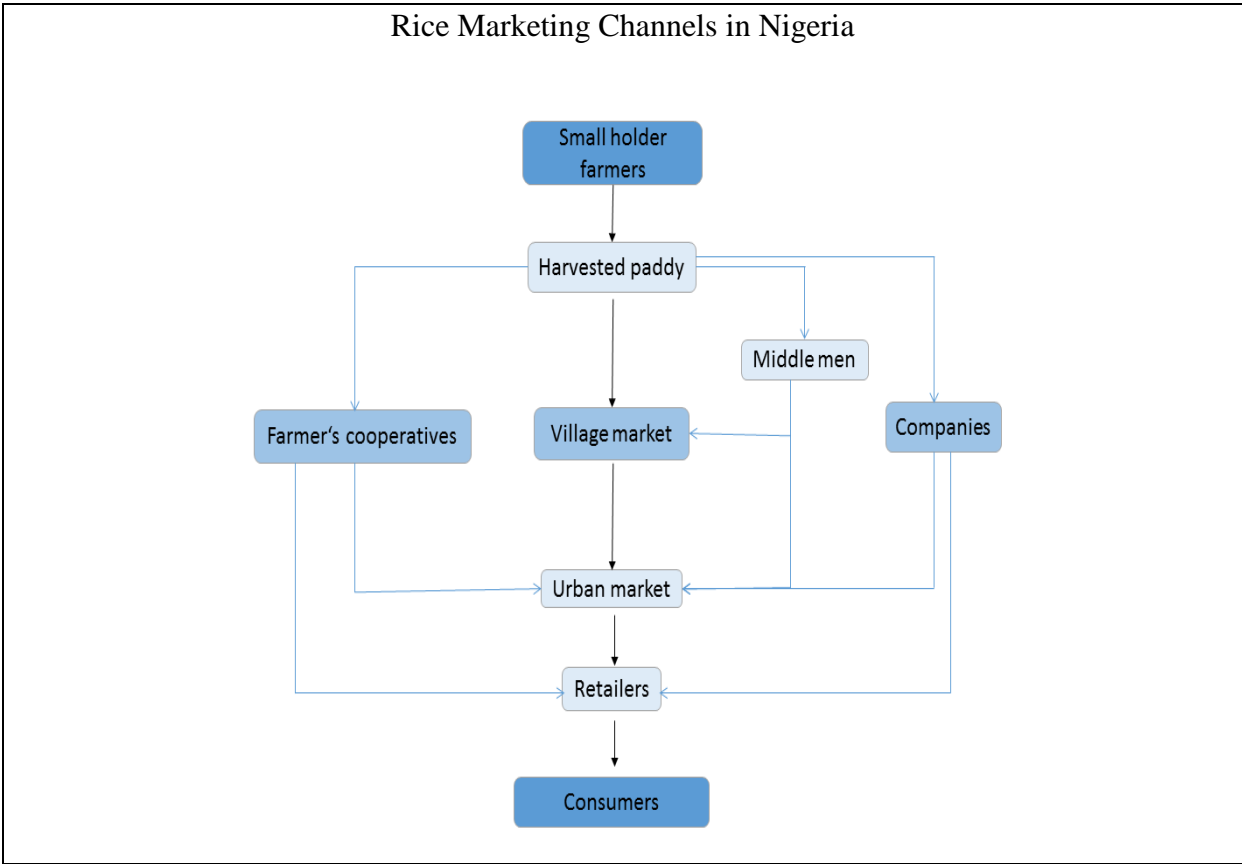 Rice Marketing Channels in Nigeria
Small holder
farmers
Harvested paddy
Middle men
Farmer‘s cooperatives
Village market
Companies
Urban market
Retailers
Consumers